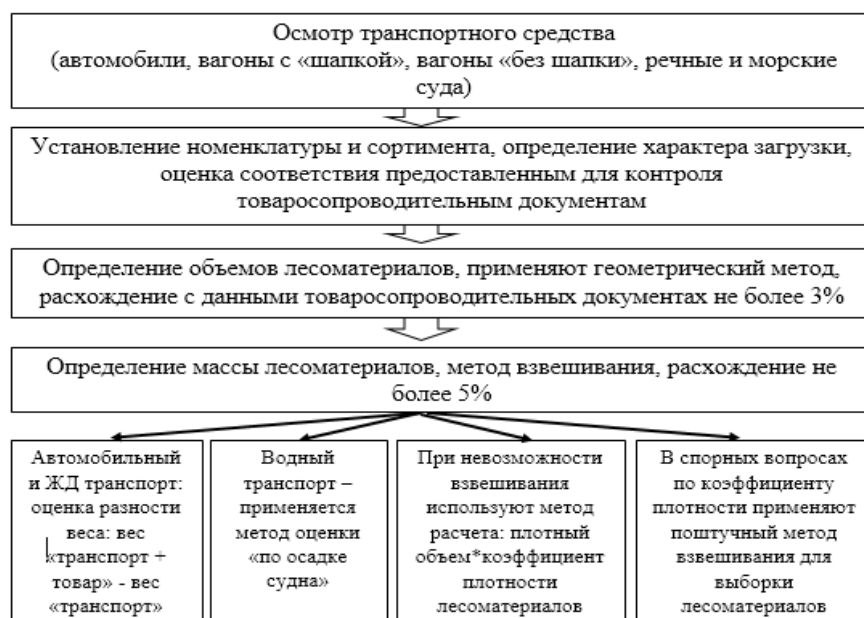 Осмотр транспортного средства
(автомобили, вагоны с «шапкой», вагоны «без шапки», речные и морские
суда)
Установление номенклатуры и сортимента, определение характера загрузки,
оценка соответствия предоставленным для контроля
товаросопроводительным документам
Определение объемов лесоматериалов, применяют геометрический метод,
расхождение с данными товаросопроводительных документах не более 3%
Определение массы лесоматериалов, метод взвешивания, расхождение не
более 5%
Автомобильный
и ЖД транспорт:
оценка разности
веса: вес
«транспорт +
товар» - вес
«транспорт»
Водный
транспорт –
применяется
метод оценки
«по осадке
судна»
При невозможности
взвешивания
используют метод
расчета: плотный
объем*коэффициент
плотности
лесоматериалов
В спорных вопросах
по коэффициенту
плотности применяют
поштучный метод
взвешивания для
выборки
лесоматериалов